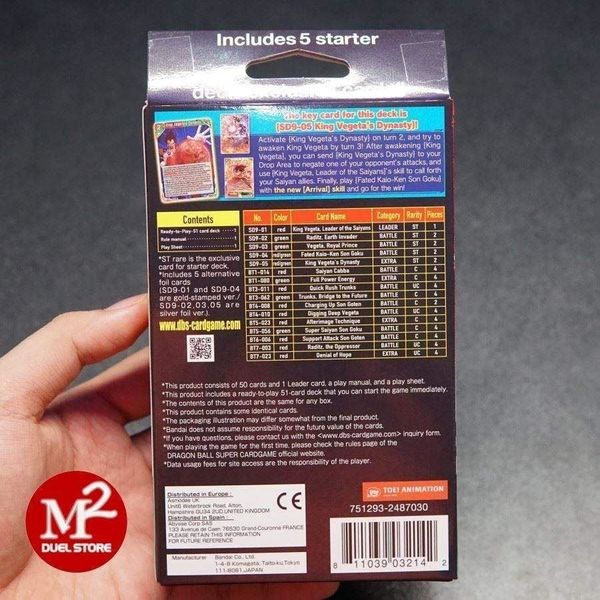 Includes 5 starter
The key card for this deck is
[SD9-05 King Vegeta's Dynasty]!
Activate {King Vegeta's Dynasty} on turn 2, and try to
awaken King Vegeta by turn 3! After awakening {King
Vegeta}, you can send {King Vegeta's Dynasty} to your
Drop Area to negate one of your opponent's attacks, and
use {King Vegeta, Leader of the Saiyans}'s skill to call forth
your Saiyan allies. Finally, play {Fated Kaio-Ken Son Goku}
with the new [Arrival] skill and go for the win!
Contents
Ready-to-Play-51 card deck 1
Rule manual 1
Play Sheet 1
*ST rare is the exclusive
card for starter deck.
*Includes 5 alternative
foil cards
(SD9-01 and SD9-04
are gold-stamped ver./
SD9-02,03,05 are
silver foil ver.)
www.dbs-cardgame.com
No. Color Card Name Category Rarity Pieces
SD9-01 red King Vegeta, Leader of the Saiyans LEADER ST 1
SD9-02 green Raditz, Earth Invader BATTLE ST 2
SD9-03 green Vegeta, Royal Prince BATTLE ST 2
SD9-04 red/green Fated Kaio-Ken Son Goku BATTLE ST 2
SD9-05 red/green King Vegeta's Dynasty EXTRA ST 2
BT1-014 red Saiyan Cabba BATTLE C 4
BT1-080 green Full Power Energy EXTRA C 4
BT3-011 red Quick Rush Trunks BATTLE UC 4
BT3-062 green Trunks, Bridge to the Future BATTLE C 4
BT4-008 red Charging Up Son Goten BATTLE C 2
BT4-010 red Digging Deep Vegeta BATTLE UC 4
BT5-023 red Afterimage Technique EXTRA C 4
BT5-056 green Super Saiyan Son Goku BATTLE C 4
BT6-006 red Support Attack Son Goten BATTLE C 4
BT7-003 red Raditz, the Oppressor BATTLE UC 4
BT7-023 red Denial of Hope EXTRA UC 4
*This product consists of 50 cards and 1 Leader card, a play manual, and a play sheet.
*This product includes a ready-to-play 51-card deck that you can start the game immediately.
*The contents of this product are the same for any box.
*This product contains some identical cards.
*The packaging illustration may differ somewhat from the final product.
*Bandai does not assume responsibility for the future value of the cards.
*If you have questions, please contact us with the <www.dbs-cardgame.com> inquiry form.
*When playing the game for the first time, please check the rules page of the
DRAGON BALL SUPER CARDGAME official website.
*Data usage fees for site access are the responsibility of the player.
Distributed in Europe :
Asmodee UK
Unit6 Waterbrook Road, Alton,
Hampshire GU34 2UD,UNITED KINGDOM
Distributed in Spain :
Abysse Corp SAS
133 Avenue de Caen 76530 Grand-Couronne FRANCE
PLEASE RETAIN THIS INFORMATION
FOR FUTURE REFERENCE
Manufacturer Bandai Co., Ltd.
1-4-8 Komagata, Taito-ku,Tokyo
111-8081,JAPAN
CE
TOEI ANIMATION
751293-2487030
8 11039 03214 2
M2
DUEL STORE